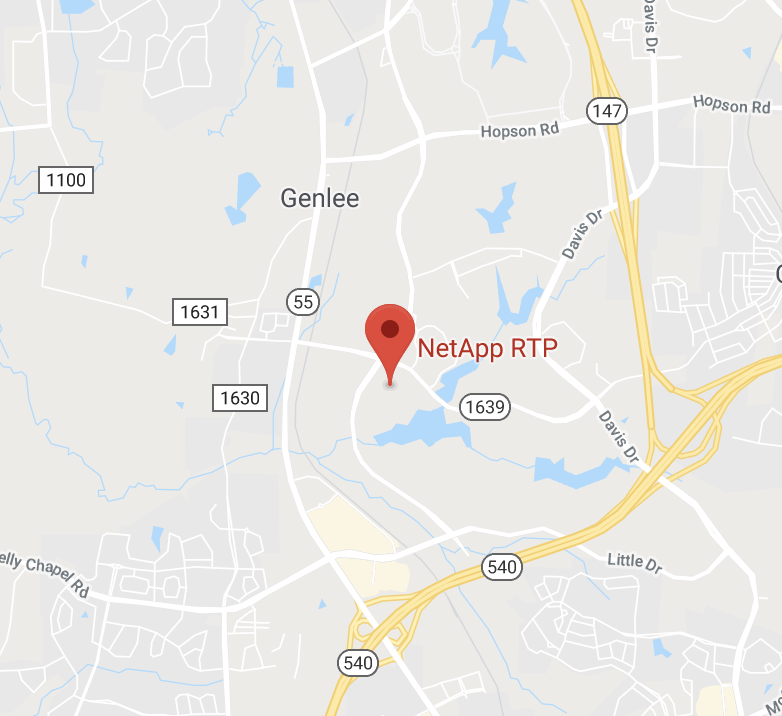 Davis Dr
147
Hopson Rd
Hopson Rd
1100
Genlee
Davis Dr
55
1631
NetApp RTP
1630
1639
Davis Dr
540
elly Chapel Rd
Little Dr
540